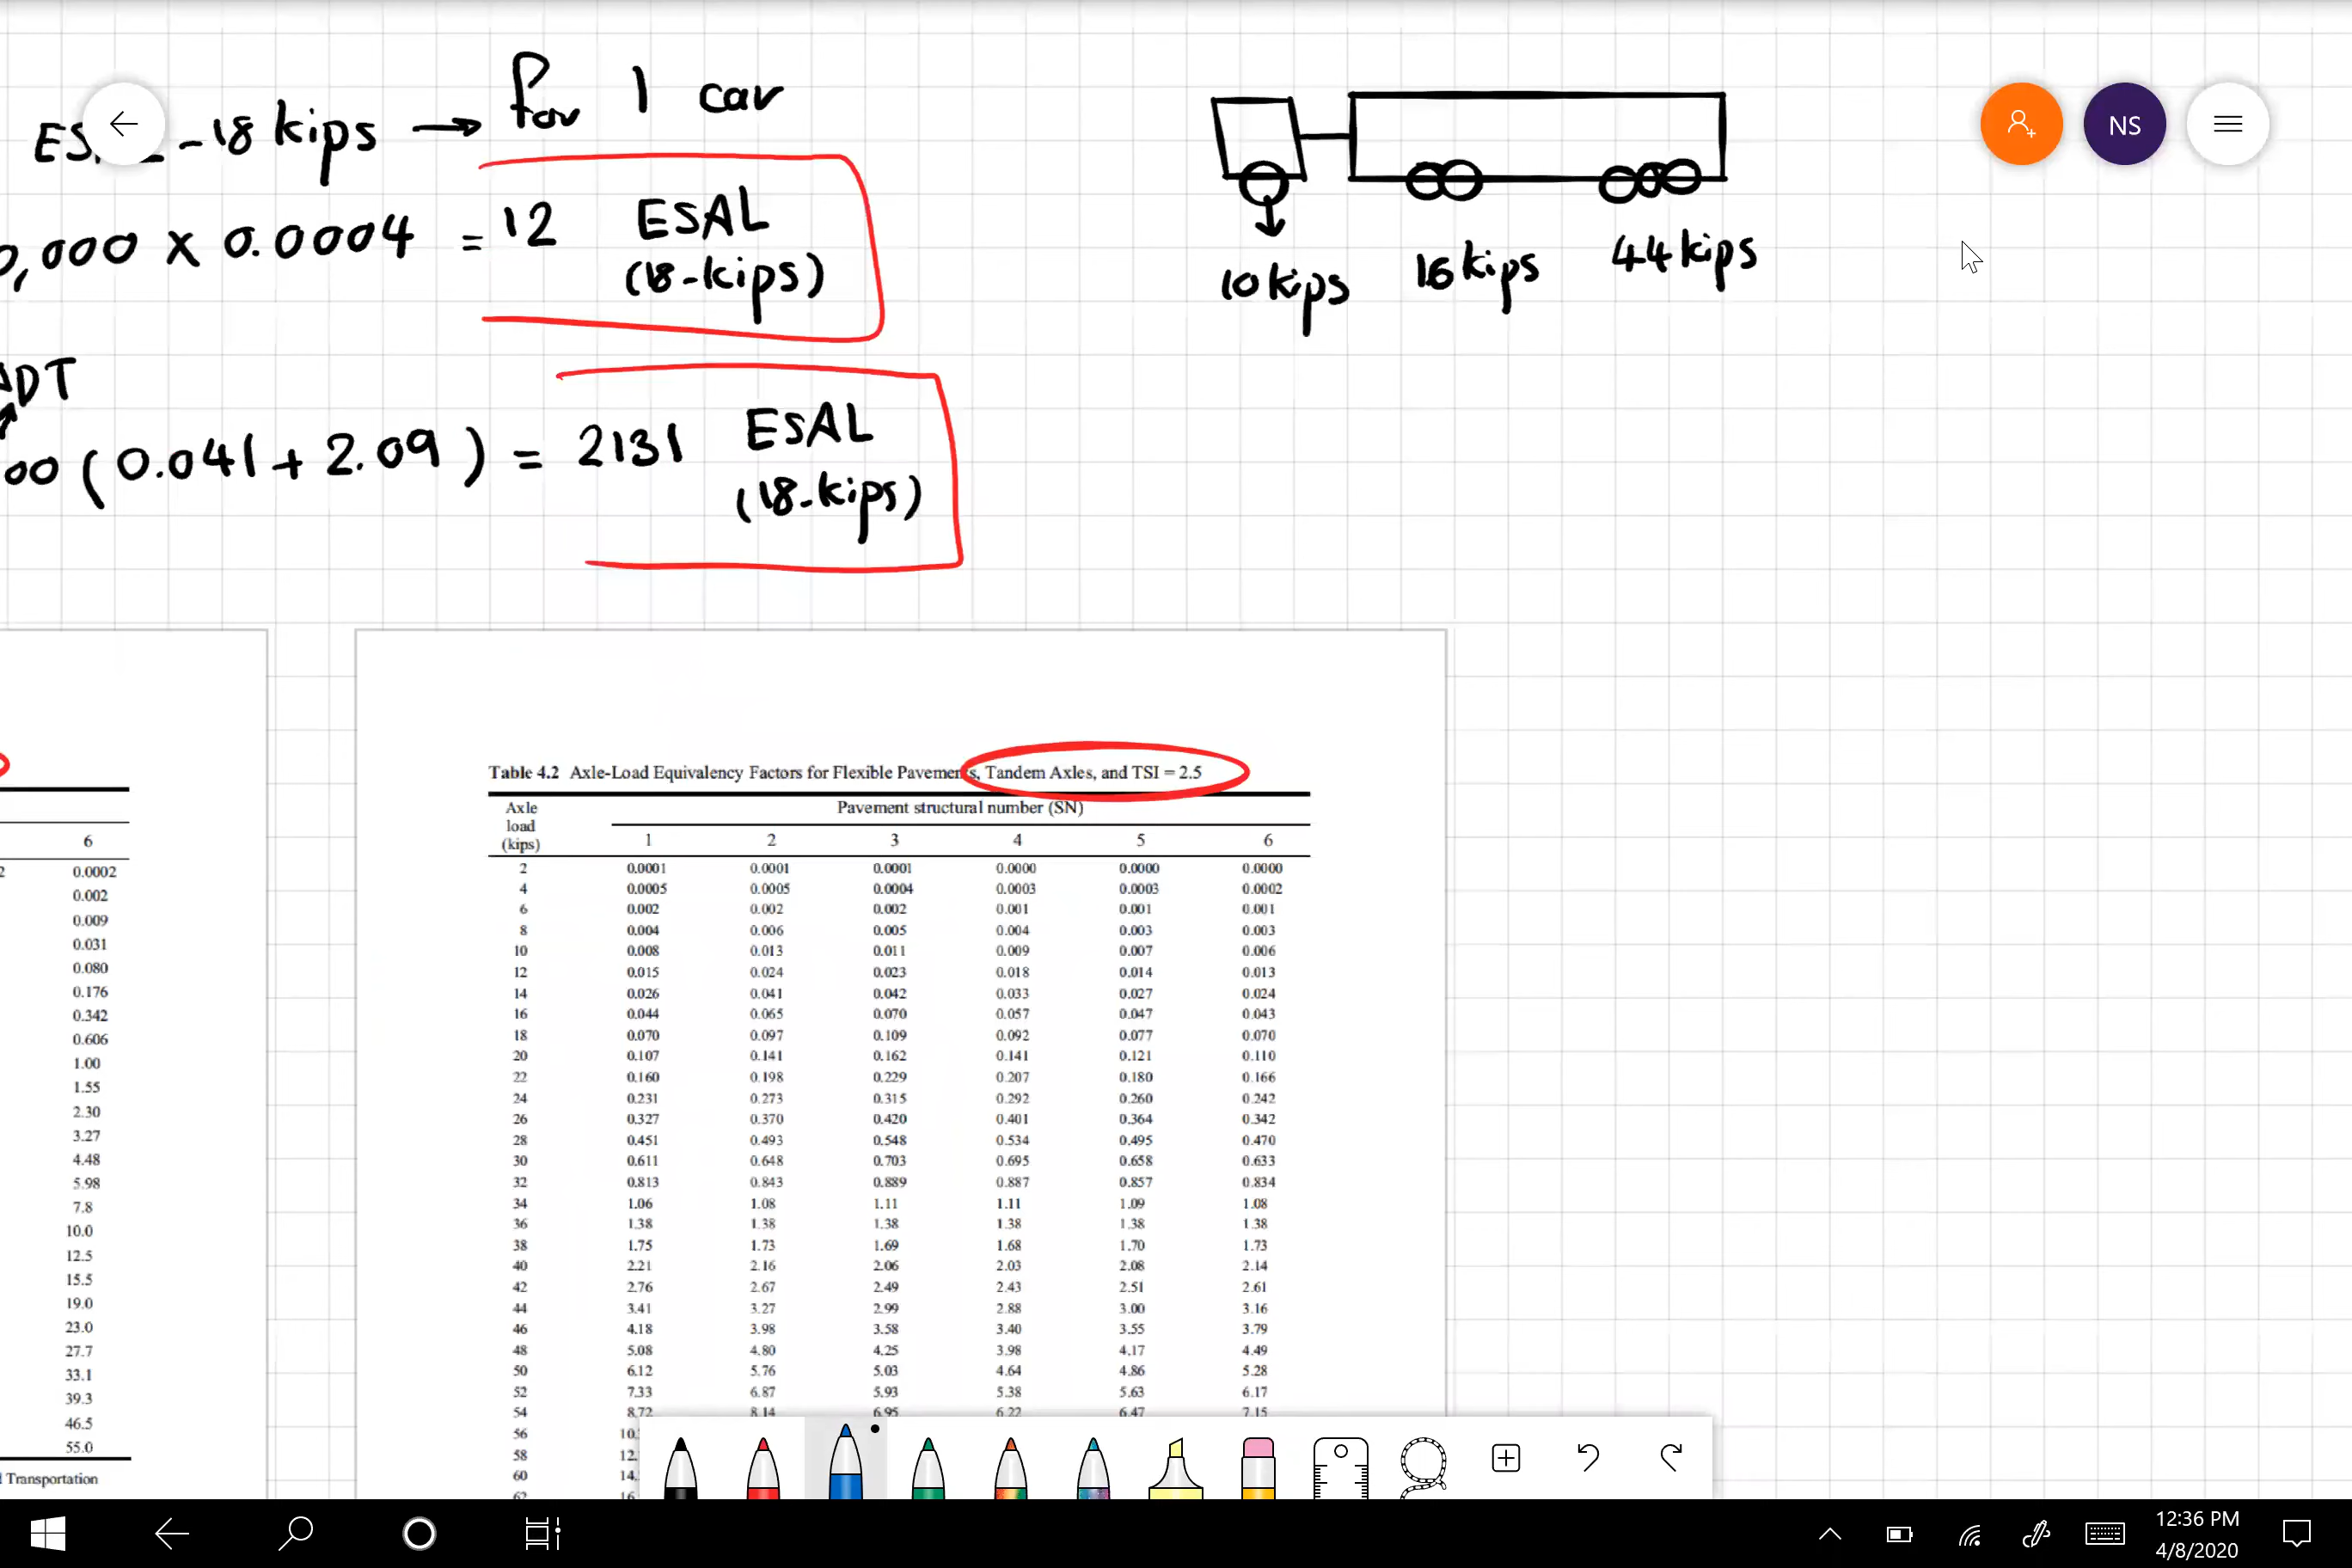 for 1 car
-18 kips →
,000 x 0.0004 = 12 ESAL
(18-kips)
ADT
00 (0.041 + 2.09) = 2131 ESAL
(18-kips)
10 kips 16 kips 44 kips
NS
6
0.0002
0.002
0.009
0.031
0.080
0.176
0.342
0.606
1.00
1.55
2.30
3.27
4.48
5.98
7.8
10.0
12.5
15.5
19.0
23.0
27.7
33.1
39.3
46.5
55.0
Transportation
Table 4.2 Axle-Load Equivalency Factors for Flexible Pavements, Tandem Axles, and TSI = 2.5
Axle load (kips) Pavement structural number (SN)
1 2 3 4 5 6
2 0.0001 0.0001 0.0001 0.0000 0.0000 0.0000
4 0.0005 0.0005 0.0004 0.0003 0.0003 0.0002
6 0.002 0.002 0.002 0.001 0.001 0.001
8 0.004 0.006 0.005 0.004 0.003 0.003
10 0.008 0.013 0.011 0.009 0.007 0.006
12 0.015 0.024 0.023 0.018 0.014 0.013
14 0.026 0.041 0.042 0.033 0.027 0.024
16 0.044 0.065 0.070 0.057 0.047 0.043
18 0.070 0.097 0.109 0.092 0.077 0.070
20 0.107 0.141 0.162 0.141 0.121 0.110
22 0.160 0.198 0.229 0.207 0.180 0.166
24 0.231 0.273 0.315 0.292 0.260 0.242
26 0.327 0.370 0.420 0.401 0.364 0.342
28 0.451 0.493 0.548 0.534 0.495 0.470
30 0.611 0.648 0.703 0.695 0.658 0.633
32 0.813 0.843 0.889 0.887 0.857 0.834
34 1.06 1.08 1.11 1.11 1.09 1.08
36 1.38 1.38 1.38 1.38 1.38 1.38
38 1.75 1.73 1.69 1.68 1.70 1.73
40 2.21 2.16 2.06 2.03 2.08 2.14
42 2.76 2.67 2.49 2.43 2.51 2.61
44 3.41 3.27 2.99 2.88 3.00 3.16
46 4.18 3.98 3.58 3.40 3.55 3.79
48 5.08 4.80 4.25 3.98 4.17 4.49
50 6.12 5.76 5.03 4.64 4.86 5.28
52 7.33 6.87 5.93 5.38 5.63 6.17
54 8.72 8.14 6.95 6.22 6.47 7.15
56 10.
58 12.
60 14.
62 16
12:36 PM
4/8/2020